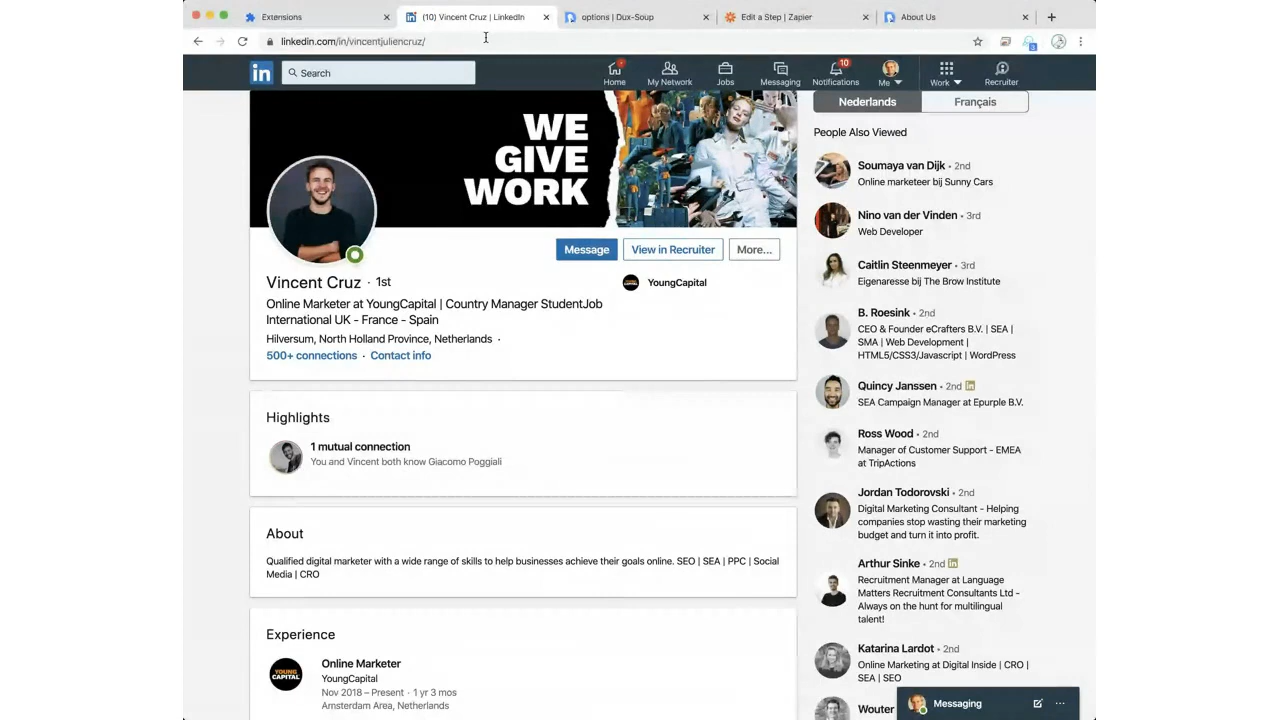 Extensions
(10) Vincent Cruz | LinkedIn
options | Dux-Soup
Edit a Step | Zapier
About Us
linkedin.com/in/vincentjuliencruz/
3
in
Search
Home
My Network
Jobs
Messaging
10
Notifications
Me
Work
Recruiter
WE
GIVE
WORK
Message
View in Recruiter
More...
Vincent Cruz · 1st
YoungCapital
Online Marketer at YoungCapital | Country Manager StudentJob
International UK - France - Spain
Hilversum, North Holland Province, Netherlands ·
500+ connections · Contact info
Highlights
1 mutual connection
You and Vincent both know Giacomo Poggiali
About
Qualified digital marketer with a wide range of skills to help businesses achieve their goals online. SEO | SEA | PPC | Social
Media | CRO
Experience
YOUNG
CAPITAL
Online Marketer
YoungCapital
Nov 2018 – Present · 1 yr 3 mos
Amsterdam Area, Netherlands
Nederlands
Français
People Also Viewed
Soumaya van Dijk • 2nd
Online marketeer bij Sunny Cars
Nino van der Vinden • 3rd
Web Developer
Caitlin Steenmeyer • 3rd
Eigenaresse bij The Brow Institute
B. Roesink • 2nd
CEO & Founder eCrafters B.V. | SEA |
SMA | Web Development |
HTML5/CSS3/Javascript | WordPress
Quincy Janssen • 2nd in
SEA Campaign Manager at Epurple B.V.
Ross Wood • 2nd
Manager of Customer Support - EMEA
at TripActions
Jordan Todorovski • 2nd
Digital Marketing Consultant - Helping
companies stop wasting their marketing
budget and turn it into profit.
Arthur Sinke • 2nd in
Recruitment Manager at Language
Matters Recruitment Consultants Ltd -
Always on the hunt for multilingual
talent!
Katarina Lardot • 2nd
Online Marketing at Digital Inside | CRO |
SEA | SEO
Wouter
Messaging